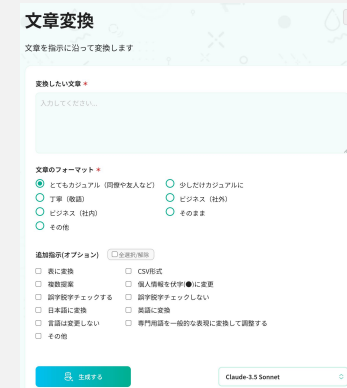 文章変換
文章を指示に沿って変換します
変換したい文章 *
入力してください...
文章のフォーマット *
とてもカジュアル（同僚や友人など） 少しだけカジュアルに
丁寧（敬語） ビジネス（社外）
ビジネス（社内） そのまま
その他
追加指示(オプション) 全選択/解除
表に変換 CSV形式
複数提案 個人情報を伏字(●)に変更
誤字脱字チェックする 誤字脱字チェックしない
日本語に変換 英語に変換
言語は変更しない 専門用語を一般的な表現に変換して調整する
その他
生成する Claude-3.5 Sonnet